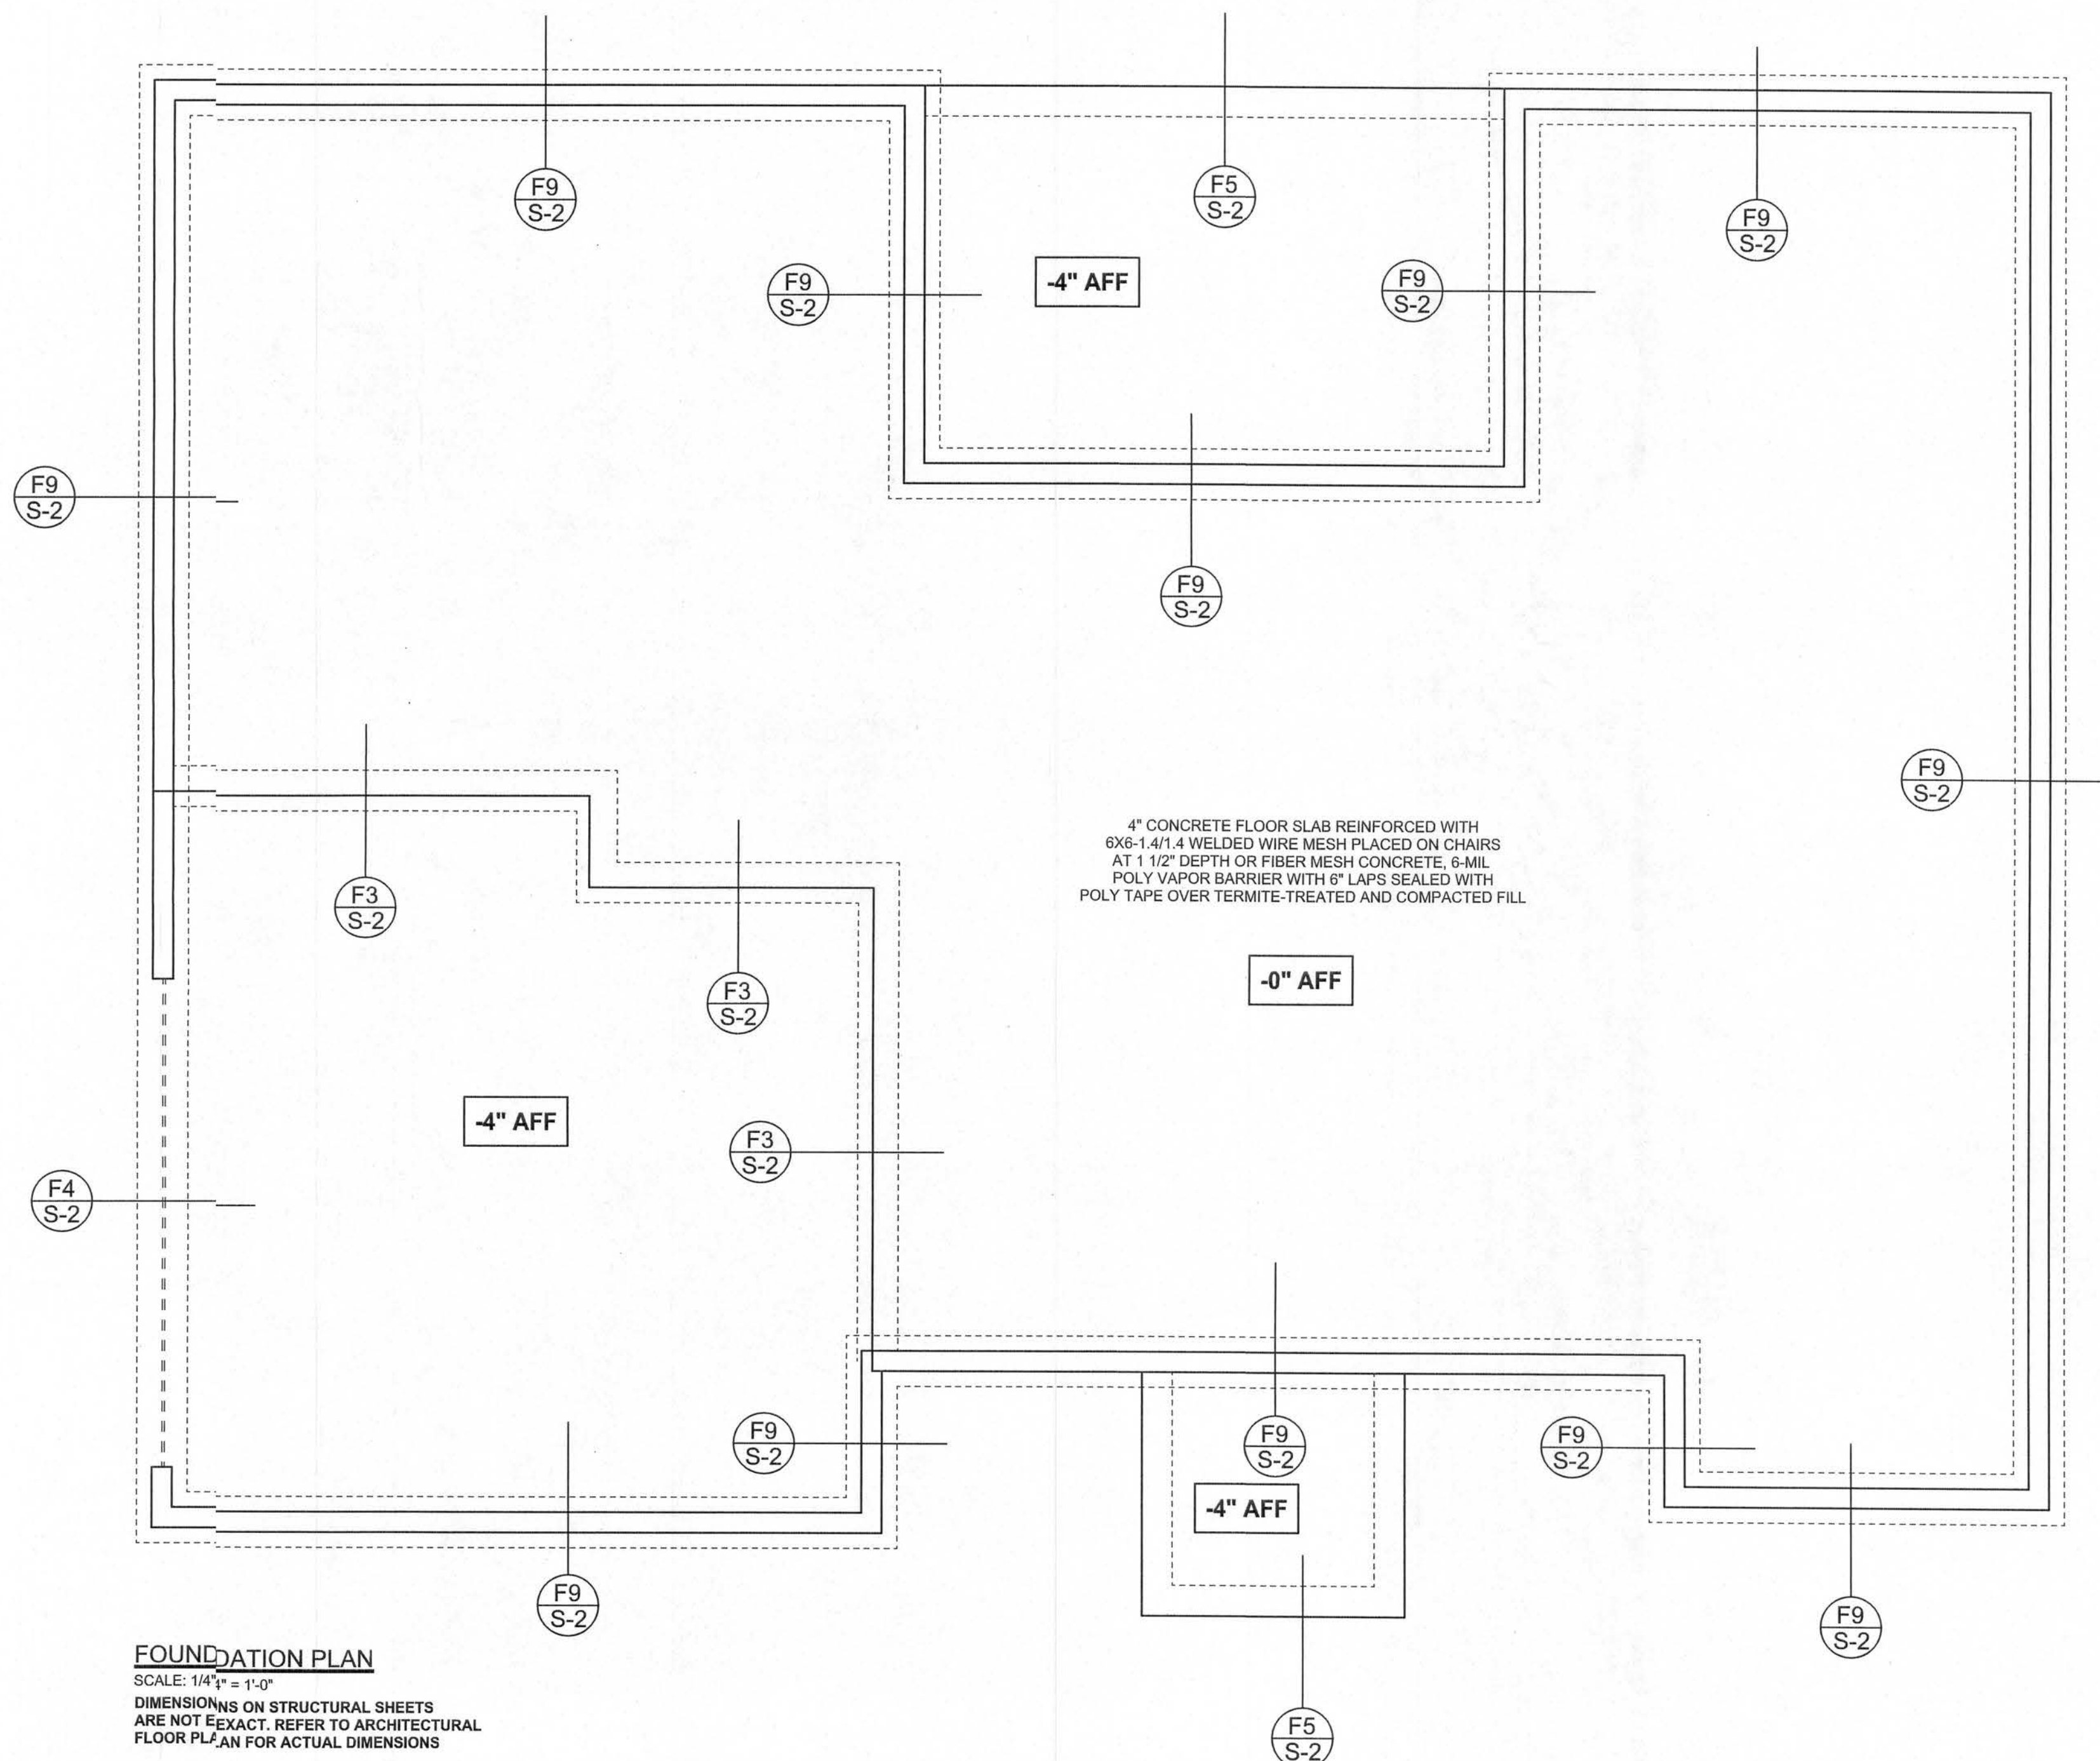 F9
S-2
F5
S-2
F9
S-2
F9
S-2
-4" AFF
F9
S-2
F9
S-2
F9
S-2
F9
S-2
4" CONCRETE FLOOR SLAB REINFORCED WITH
6X6-1.4/1.4 WELDED WIRE MESH PLACED ON CHAIRS
AT 1 1/2" DEPTH OR FIBER MESH CONCRETE, 6-MIL
POLY VAPOR BARRIER WITH 6" LAPS SEALED WITH
POLY TAPE OVER TERMITE-TREATED AND COMPACTED FILL
F3
S-2
-0" AFF
F3
S-2
-4" AFF
F3
S-2
F4
S-2
F9
S-2
F9
S-2
F9
S-2
-4" AFF
F9
S-2
F9
S-2
F5
S-2
FOUNDATION PLAN
SCALE: 1/4" = 1'-0"
DIMENSIONS ON STRUCTURAL SHEETS
ARE NOT EXACT. REFER TO ARCHITECTURAL
FLOOR PLAN FOR ACTUAL DIMENSIONS